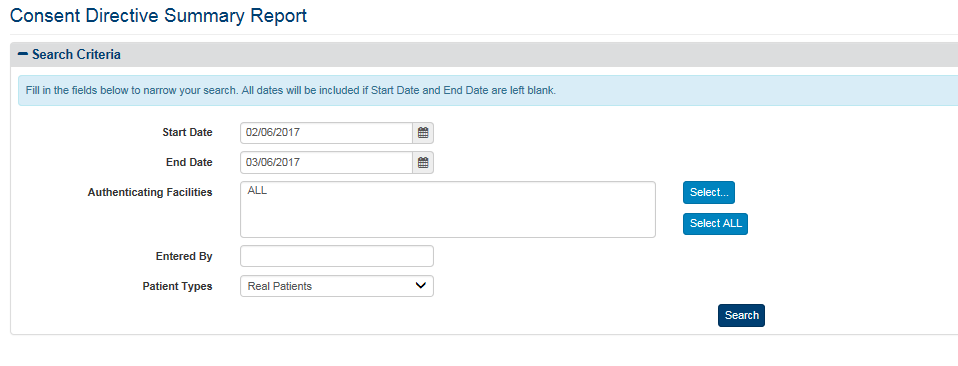 Consent Directive Summary Report
Search Criteria
Fill in the fields below to narrow your search. All dates will be included if Start Date and End Date are left blank.
Start Date 02/06/2017
End Date 03/06/2017
Authenticating Facilities ALL Select...
Select ALL
Entered By
Patient Types Real Patients
Search